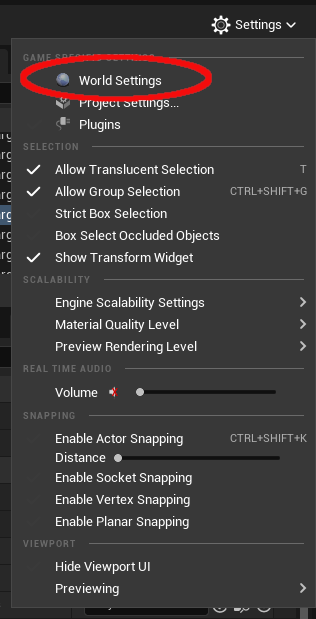 Settings
GAME SPECIFIC SETTINGS
World Settings
Project Settings...
Plugins
SELECTION
Allow Translucent Selection T
Allow Group Selection CTRL+SHIFT+G
Strict Box Selection
Box Select Occluded Objects
Show Transform Widget
SCALABILITY
Engine Scalability Settings
Material Quality Level
Preview Rendering Level
REAL TIME AUDIO
Volume
SNAPPING
Enable Actor Snapping CTRL+SHIFT+K
Distance
Enable Socket Snapping
Enable Vertex Snapping
Enable Planar Snapping
VIEWPORT
Hide Viewport UI
Previewing